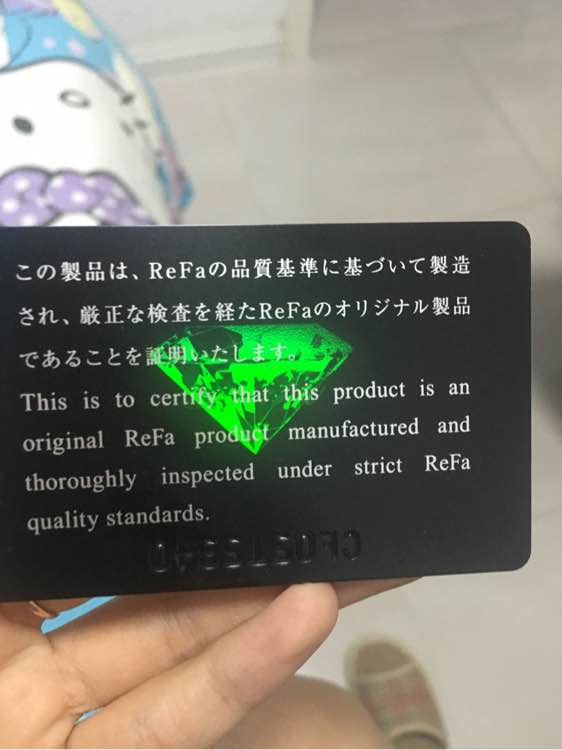 この製品は、ReFaの品質基準に基づいて製造
され、厳正な検査を経たReFaのオリジナル製品
であることを証明いたします。
This is to certify that this product is an
original ReFa product manufactured and
thoroughly inspected under strict ReFa
quality standards.